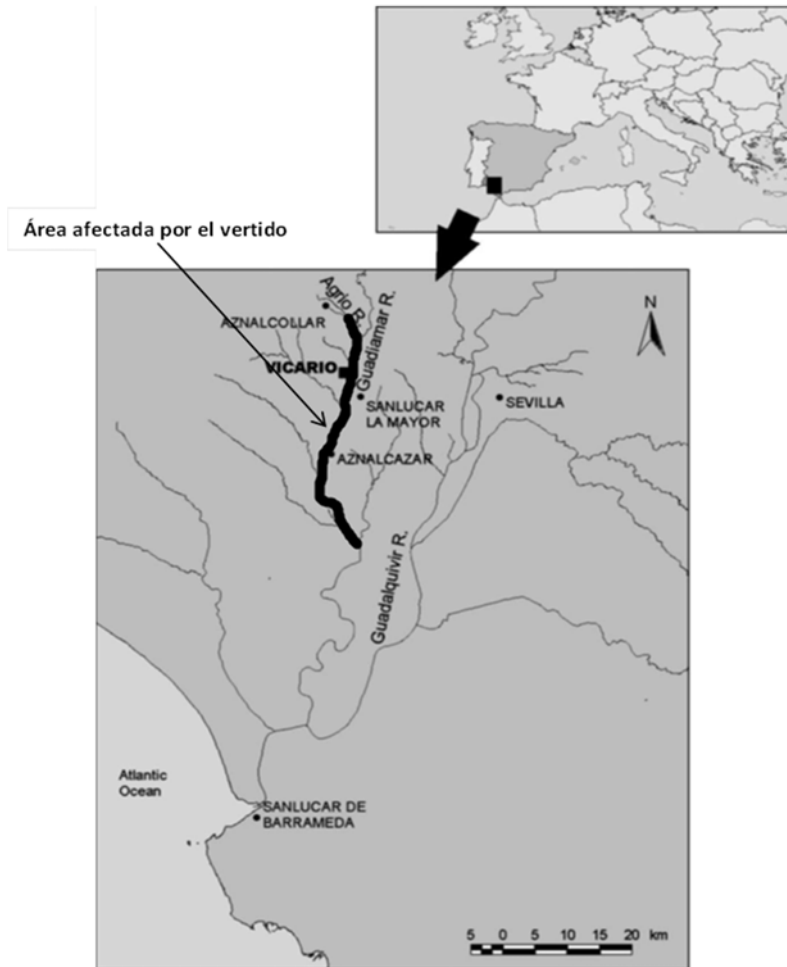 Área afectada por el vertido
N
Agrio R.
AZNALCOLLAR
Guadiamar R.
VICARIO
SANLUCAR
LA MAYOR
SEVILLA
AZNALCAZAR
Guadalquivir R.
Atlantic
Ocean
SANLUCAR DE
BARRAMEDA
5 0 5 10 15 20 km